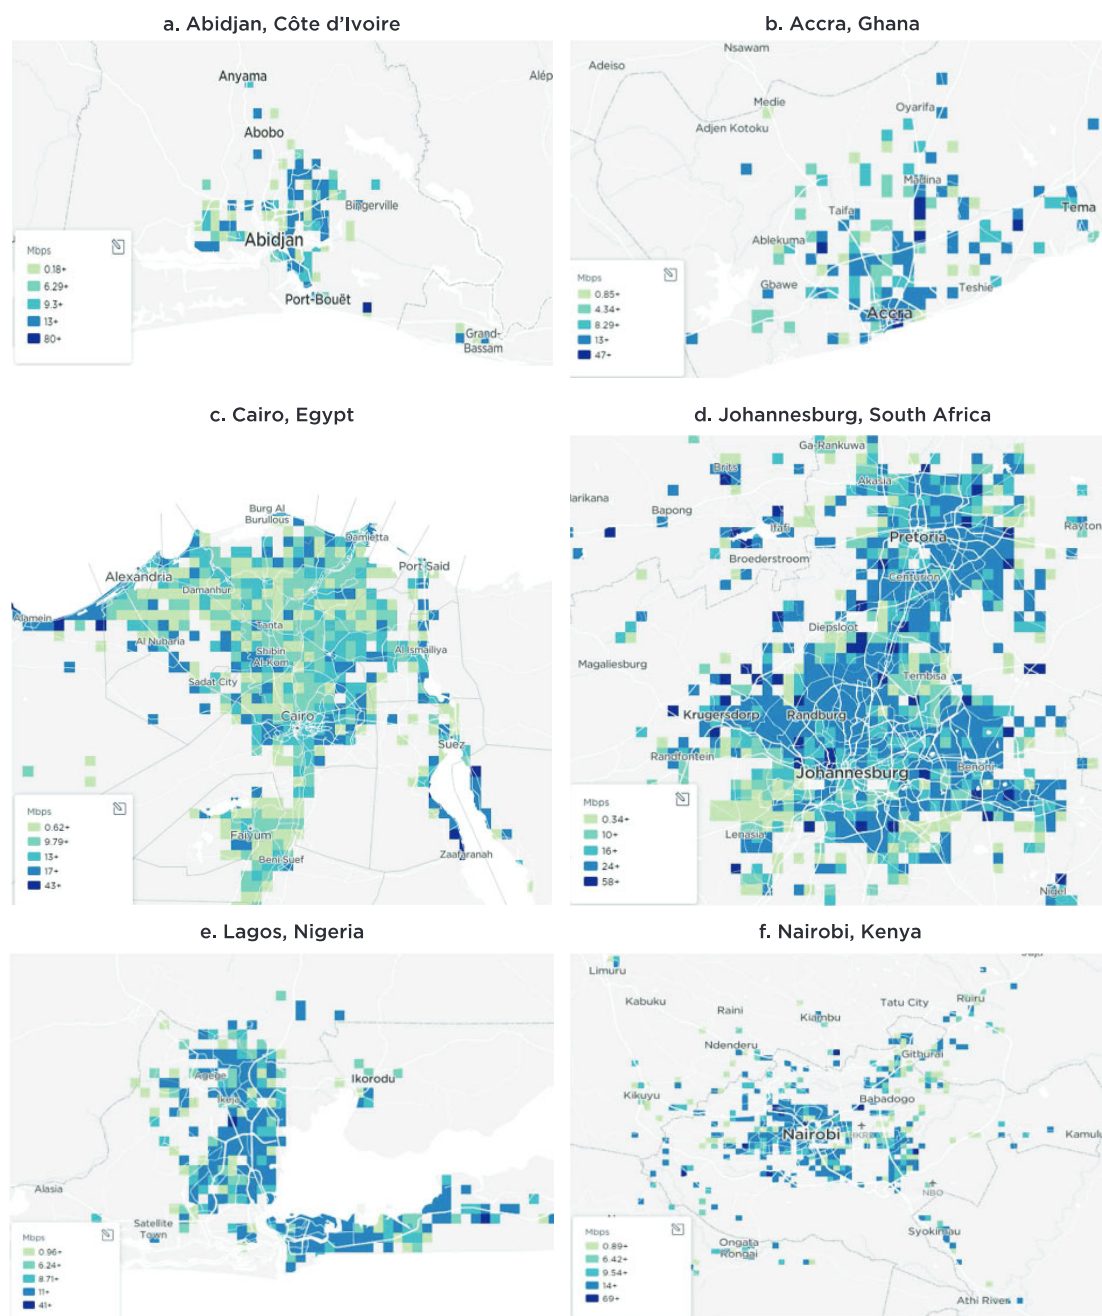 a. Abidjan, Côte d'Ivoire
Anyama
Alép
Abobo
Bingerville
Abidjan
Port-Bouët
Grand-
Bassam
Mbps
0.18+
6.29+
9.3+
13+
80+
b. Accra, Ghana
Nsawam
Adeiso
Medie
Oyarifa
Adjen Kotoku
Madina
Taifa
Tema
Ablekuma
Gbawe
Teshie
Accra
Mbps
0.85+
4.34+
8.29+
13+
47+
c. Cairo, Egypt
Burg Al
Burullous
Damietta
Port Said
Alexandria
Damanhur
Alamein
Tanta
Al Nubaria
Shibin
Al-Kom
Al Ismailiya
Sadat City
Cairo
Suez
Faiyum
Beni Suef
Zaafaranah
Mbps
0.62+
9.79+
13+
17+
43+
d. Johannesburg, South Africa
Ga-Rankuwa
Brits
Akasia
larikana
Bapong
Ifafi
Rayton
Pretoria
Broederstroom
Centurion
Diepsloot
Magaliesburg
Tembisa
Krugersdorp
Randburg
Randfontein
Johannesburg
Benoni
Lenasia
Nigel
Mbps
0.34+
10+
16+
24+
58+
e. Lagos, Nigeria
Agege
Ikorodu
Ikeja
Alasia
Satellite
Town
Mbps
0.96+
6.24+
8.71+
11+
41+
f. Nairobi, Kenya
Limuru
Kabuku
Raini
Kiambu
Tatu City
Ruiru
Ndenderu
Githurai
Kikuyu
Babadogo
Nairobi
Kamulu
NBO
Syokimau
Ongata
Rongai
Athi River
Mbps
0.89+
6.42+
9.54+
14+
69+